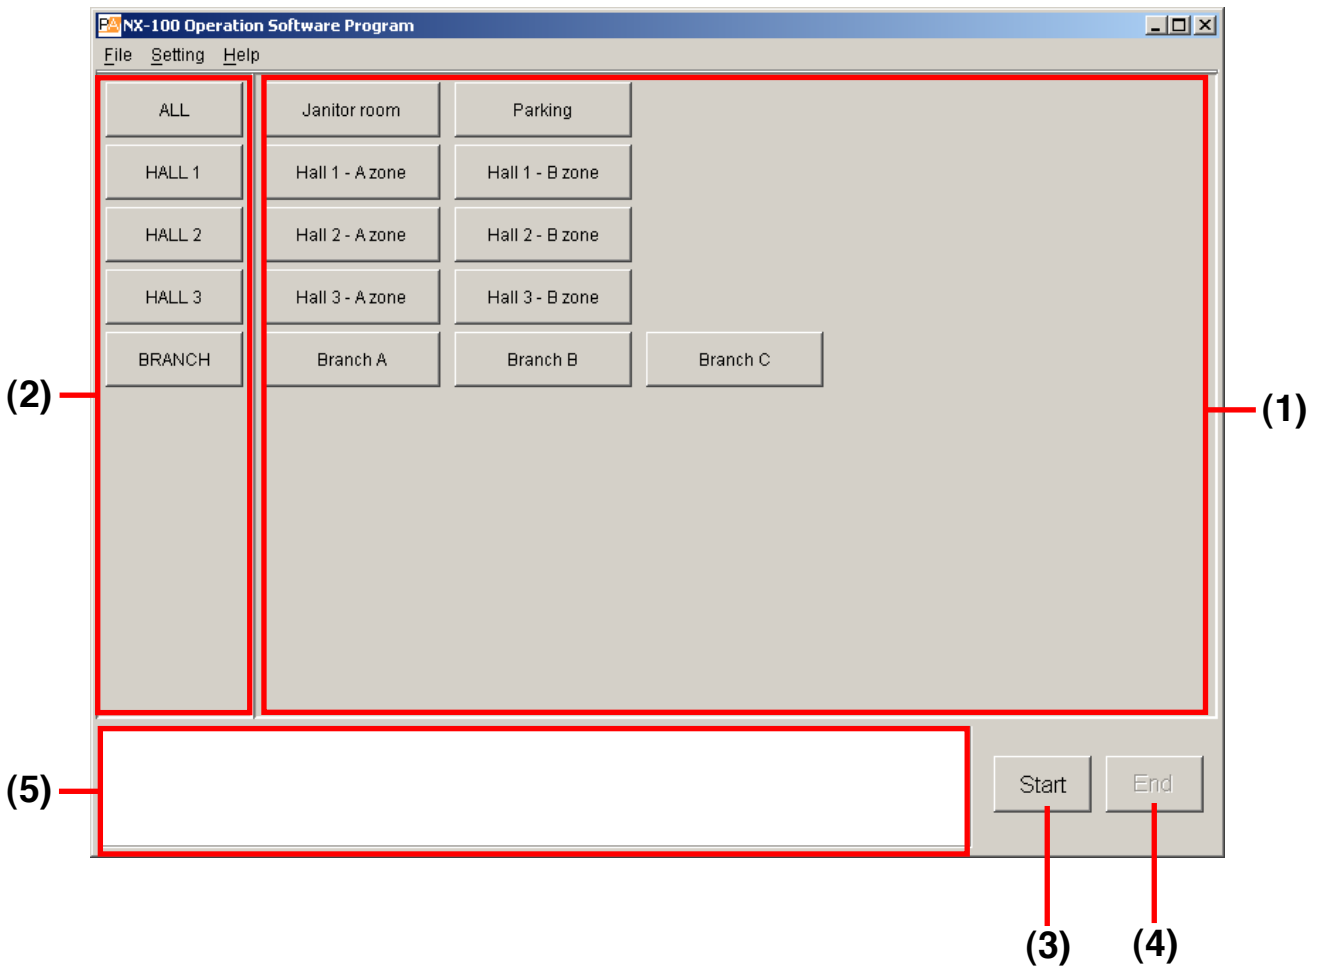 PA NX-100 Operation Software Program
File Setting Help
ALL Janitor room Parking
HALL 1 Hall 1 - A zone Hall 1 - B zone
HALL 2 Hall 2 - A zone Hall 2 - B zone
HALL 3 Hall 3 - A zone Hall 3 - B zone
BRANCH Branch A Branch B Branch C
(2)
(1)
(5) Start End
(3) (4)